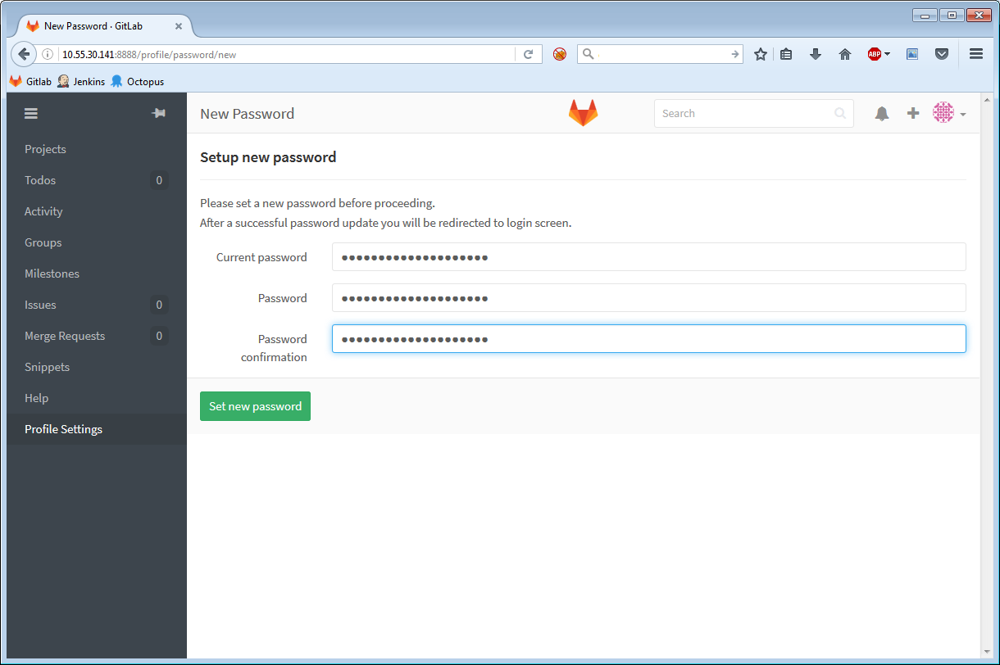 New Password · GitLab
10.55.30.141:8888/profile/password/new
ABP
Gitlab Jenkins Octopus
New Password
Search
Projects
Todos 0
Activity
Groups
Milestones
Issues 0
Merge Requests 0
Snippets
Help
Profile Settings
Setup new password
Please set a new password before proceeding.
After a successful password update you will be redirected to login screen.
Current password ●●●●●●●●●●●●●●●●●●●●
Password ●●●●●●●●●●●●●●●●●●●●
Password ●●●●●●●●●●●●●●●●●●●●
confirmation
Set new password